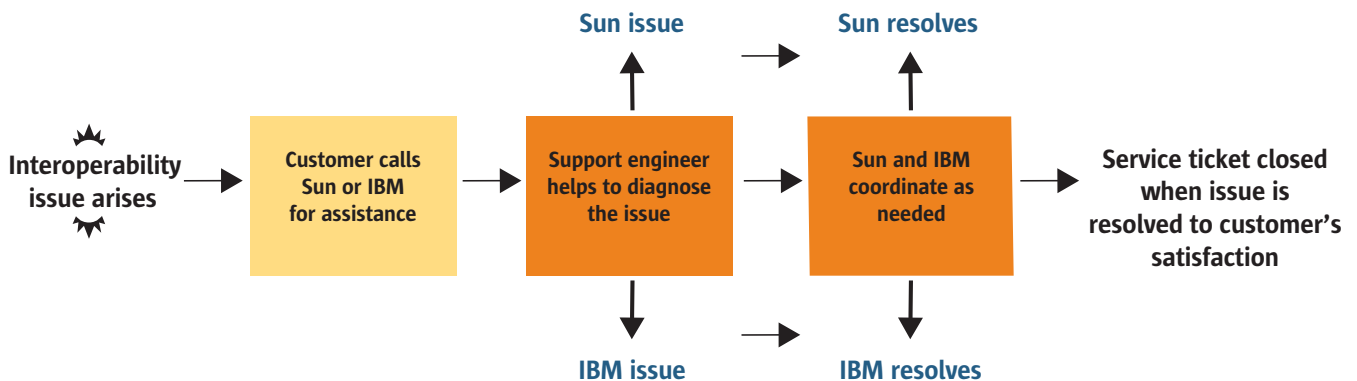 Sun issue
Sun resolves
Interoperability
issue arises
Customer calls
Sun or IBM
for assistance
Support engineer
helps to diagnose
the issue
Sun and IBM
coordinate as
needed
Service ticket closed
when issue is
resolved to customer’s
satisfaction
IBM issue
IBM resolves